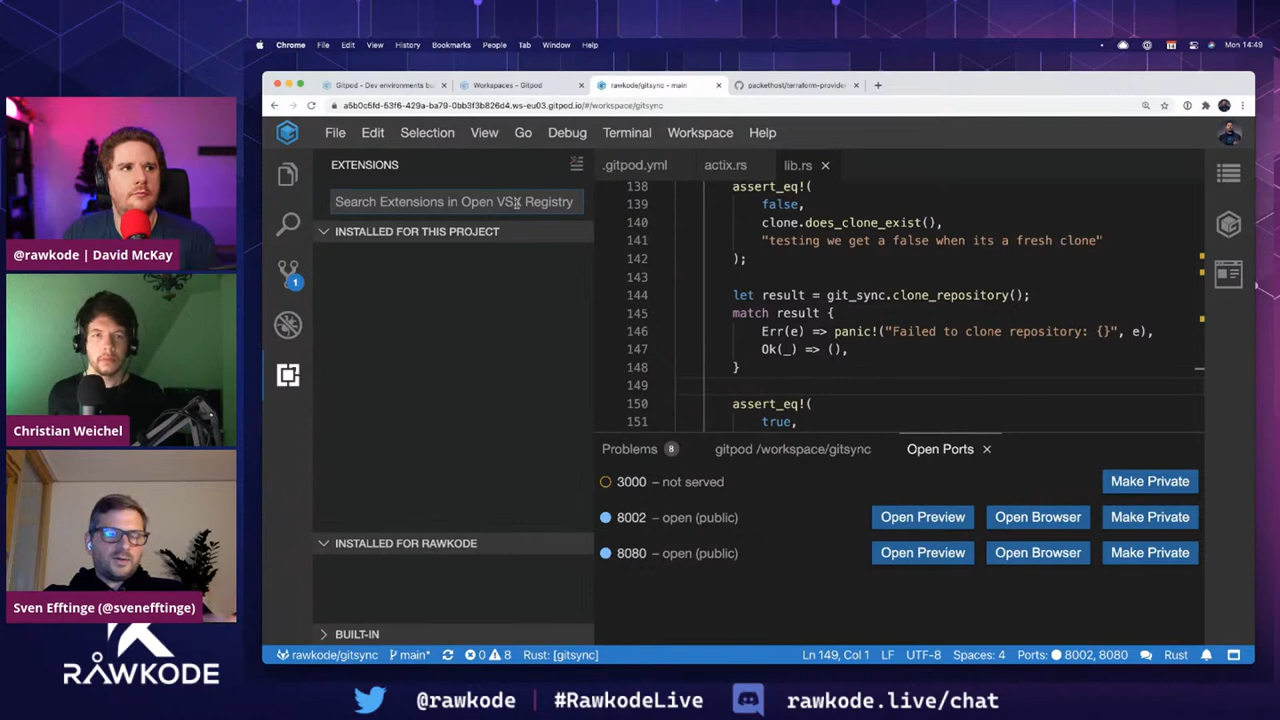 Chrome File Edit View History Bookmarks People Tab Window Help
Mon 14:49
Gitpod - Dev environments bu
Workspaces - Gitpod
rawkode/gitsync - main
packethost/terraform-provider
a5b0c5fd-53f6-429a-ba79-0bb3f3b826d4.ws-eu03.gitpod.io/#/workspace/gitsync
File Edit Selection View Go Debug Terminal Workspace Help
EXTENSIONS
Search Extensions in Open VSX Registry
INSTALLED FOR THIS PROJECT
1
INSTALLED FOR RAWKODE
BUILT-IN
.gitpod.yml actix.rs lib.rs
138 assert_eq!(
139 false,
140 clone.does_clone_exist(),
141 "testing we get a false when its a fresh clone"
142 );
143
144 let result = git_sync.clone_repository();
145 match result {
146 Err(e) => panic!("Failed to clone repository: {}", e),
147 Ok(_) => (),
148 }
149
150 assert_eq!(
151 true,
Problems 8 gitpod /workspace/gitsync Open Ports
3000 – not served Make Private
8002 – open (public) Open Preview Open Browser Make Private
8080 – open (public) Open Preview Open Browser Make Private
rawkode/gitsync main* 0 8 Rust: [gitsync] Ln 149, Col 1 LF UTF-8 Spaces: 4 Ports: 8002, 8080 Rust
@rawkode | David McKay
Christian Weichel
Sven Efftinge (@svenefftinge)
RAWKODE
@rawkode | #RawkodeLive rawkode.live/chat